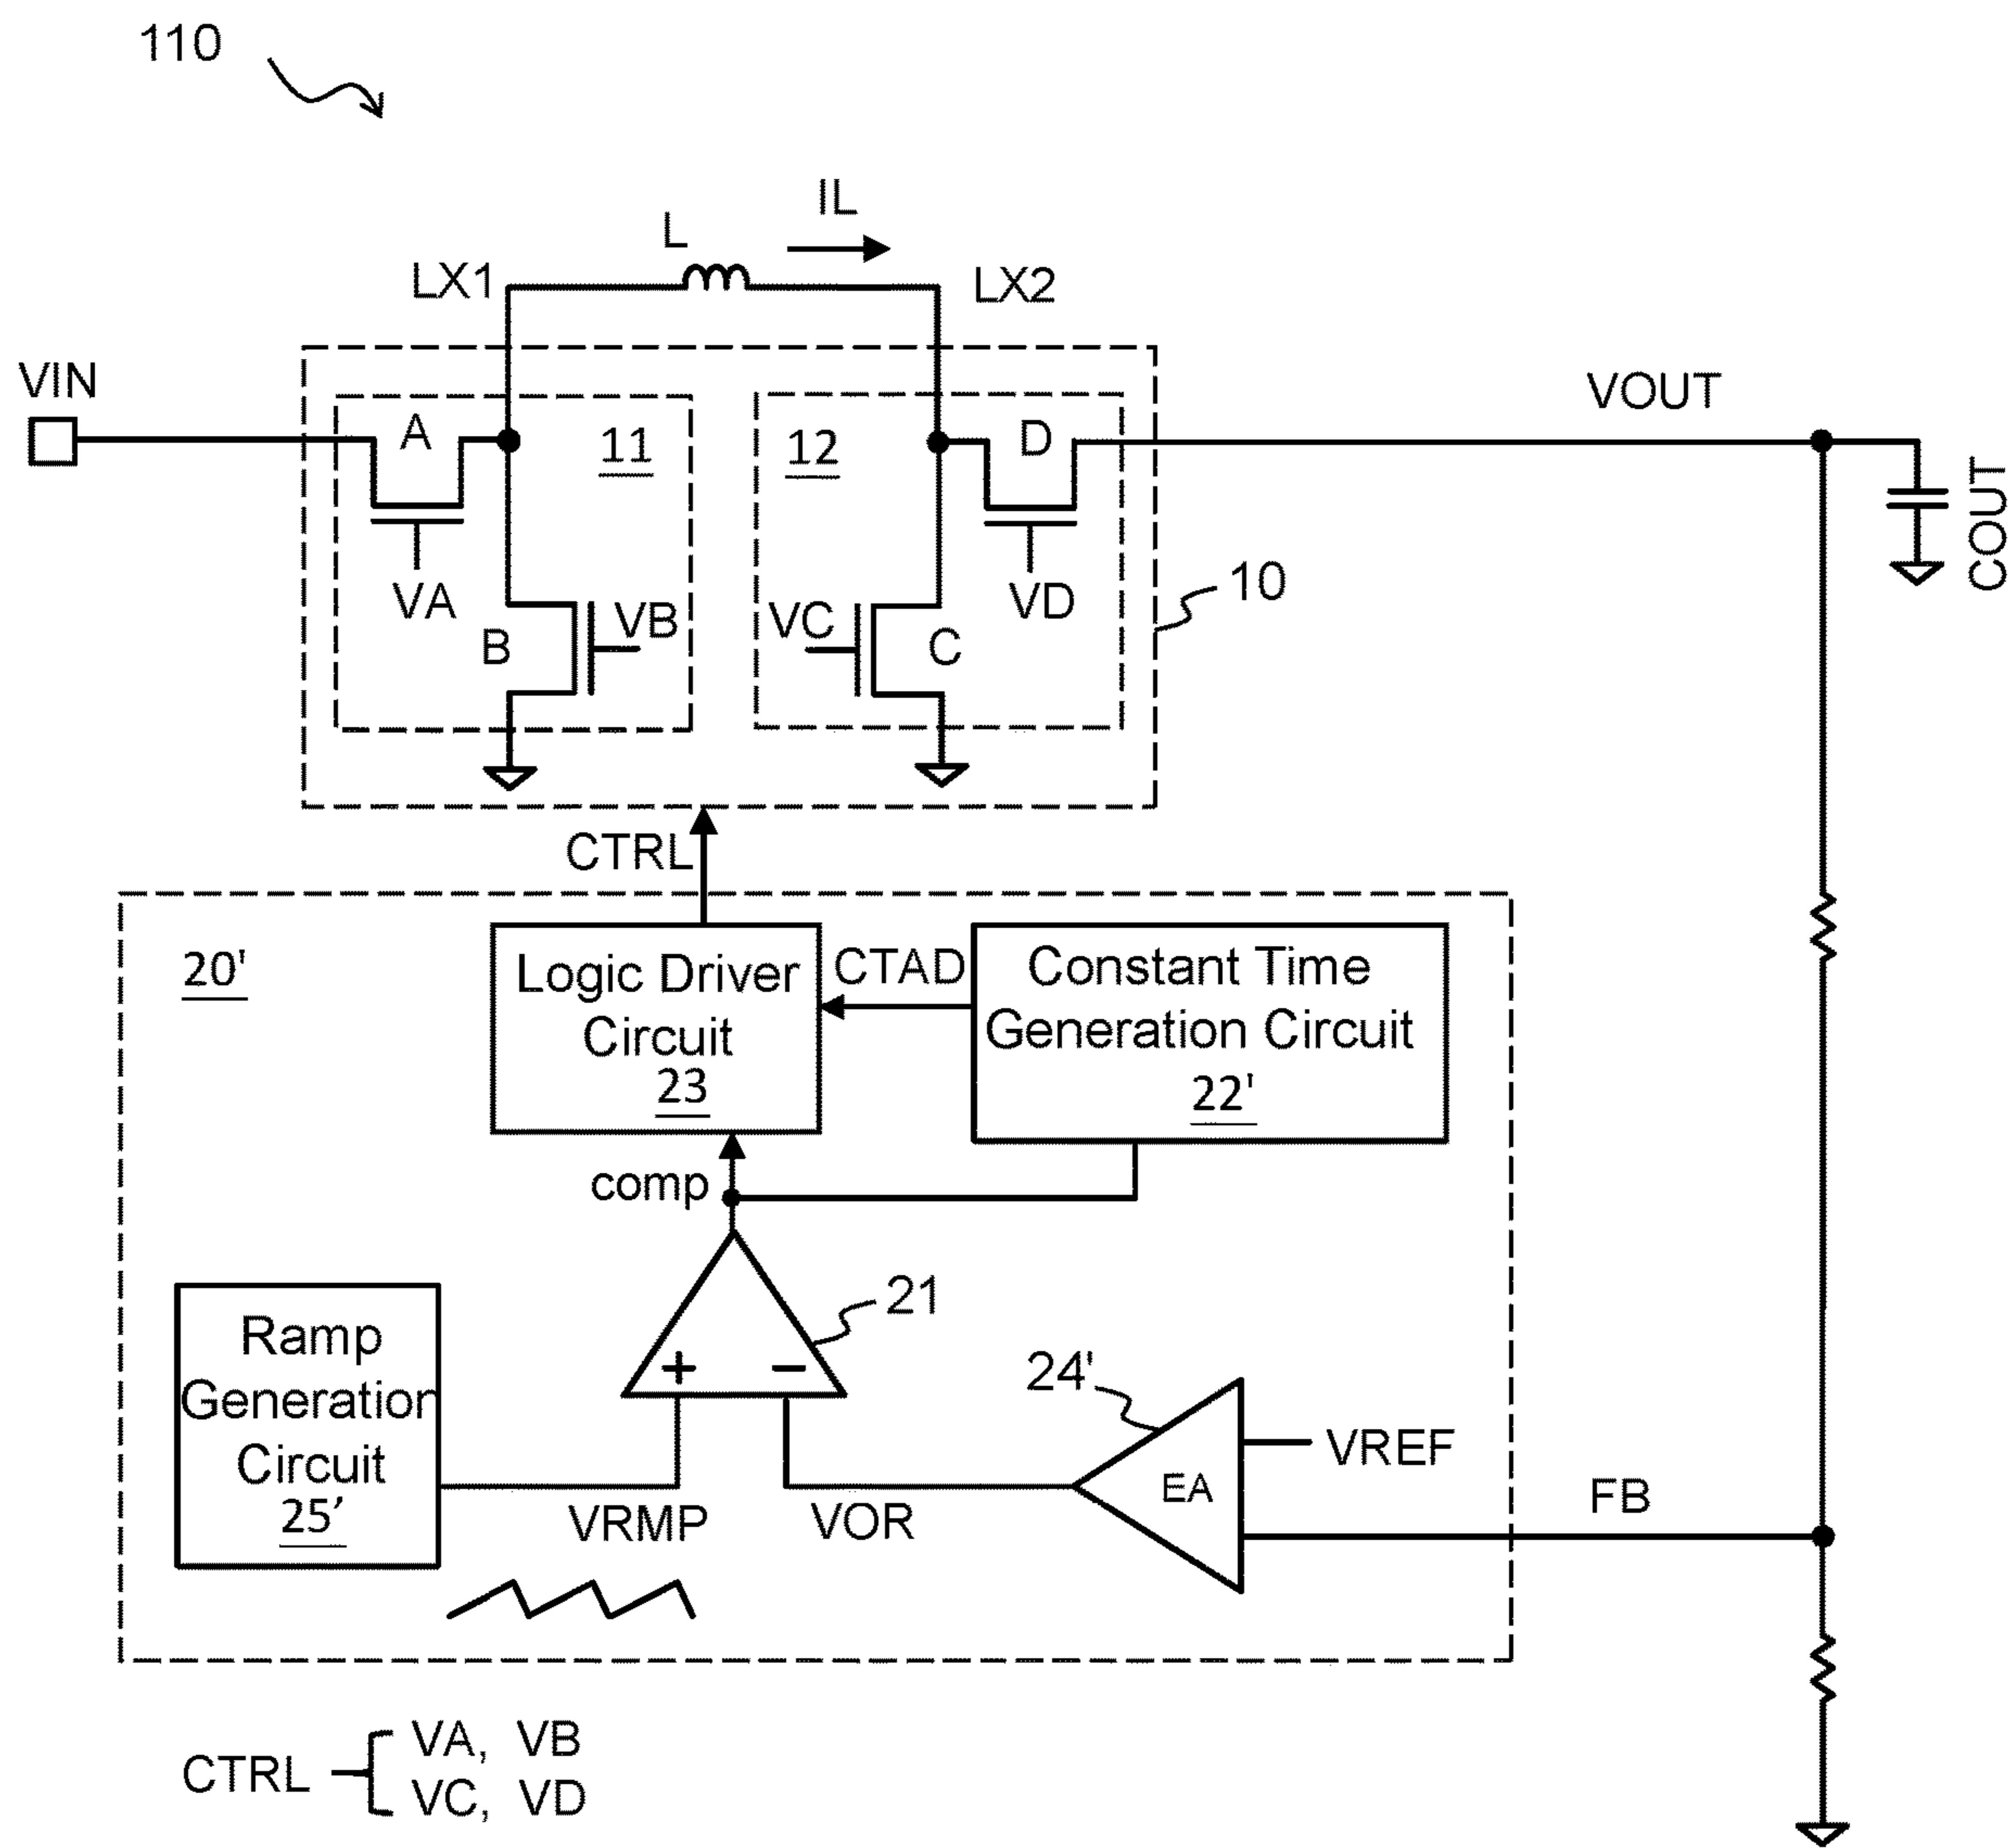 110
IL
L
LX1
LX2
VIN
VOUT
A
11
12
D
COUT
VA
VD
10
VB
VC
B
C
CTRL
20'
Logic Driver
Circuit
23
CTAD
Constant Time
Generation Circuit
22'
comp
21
Ramp
Generation
Circuit
25’
+
−
24'
VREF
EA
FB
VRMP
VOR
CTRL
VA, VB
VC, VD